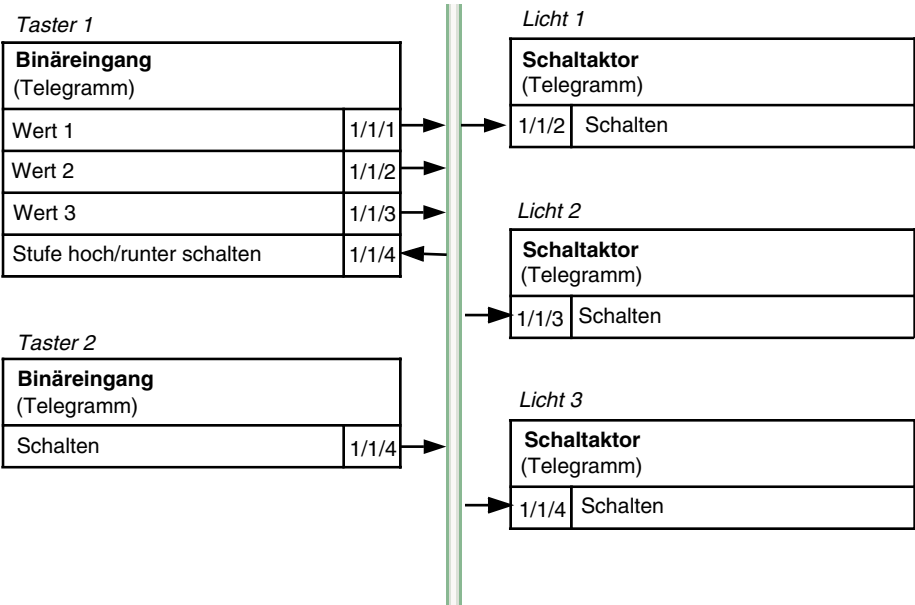 Taster 1
Binäreingang
(Telegramm)
Wert 1 1/1/1
Wert 2 1/1/2
Wert 3 1/1/3
Stufe hoch/runter schalten 1/1/4
Taster 2
Binäreingang
(Telegramm)
Schalten 1/1/4
Licht 1
Schaltaktor
(Telegramm)
1/1/2 Schalten
Licht 2
Schaltaktor
(Telegramm)
1/1/3 Schalten
Licht 3
Schaltaktor
(Telegramm)
1/1/4 Schalten